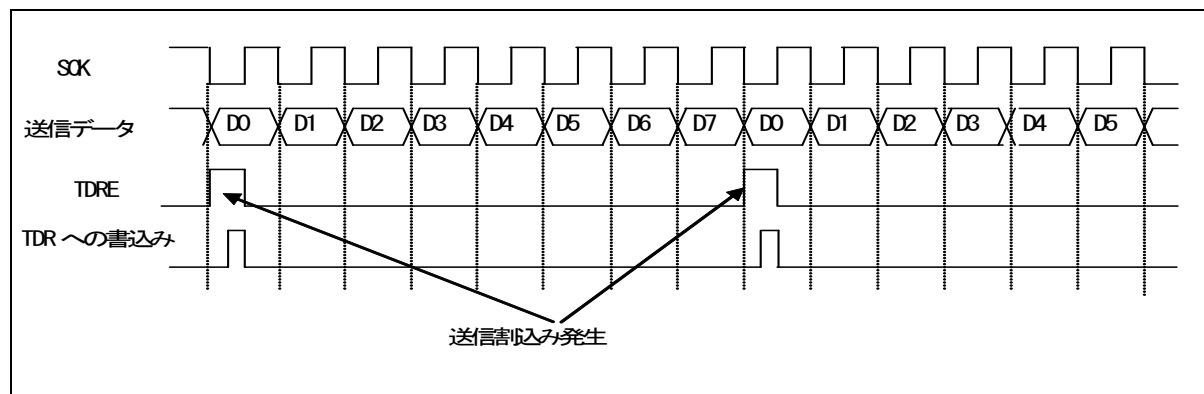 SCK
送信データ D0 D1 D2 D3 D4 D5 D6 D7 D0 D1 D2 D3 D4 D5
TDRE
TDR への書込み
送信割込み発生